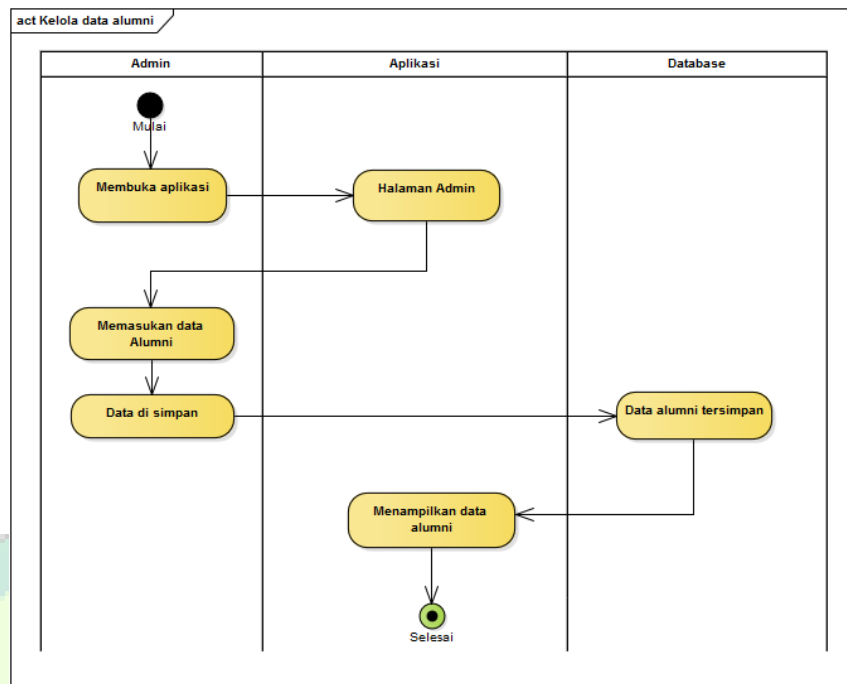 act Kelola data alumni
Admin
Aplikasi
Database
Mulai
Membuka aplikasi
Halaman Admin
Memasukan data
Alumni
Data di simpan
Data alumni tersimpan
Menampilkan data
alumni
Selesai